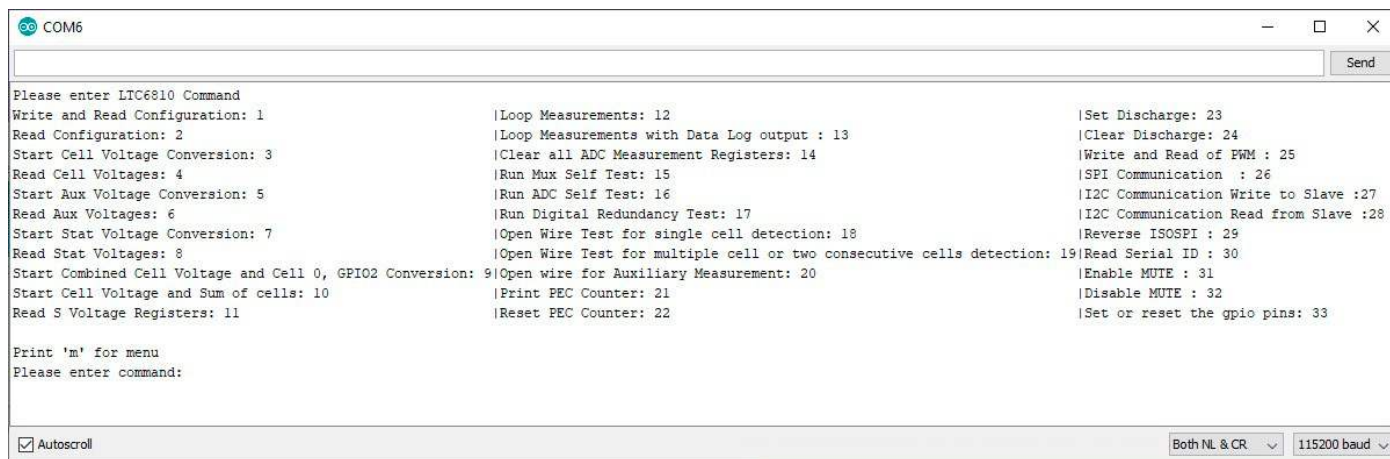 COM6
Send
Please enter LTC6810 Command
Write and Read Configuration: 1 |Loop Measurements: 12 |Set Discharge: 23
Read Configuration: 2 |Loop Measurements with Data Log output : 13 |Clear Discharge: 24
Start Cell Voltage Conversion: 3 |Clear all ADC Measurement Registers: 14 |Write and Read of PWM : 25
Read Cell Voltages: 4 |Run Mux Self Test: 15 |SPI Communication  : 26
Start Aux Voltage Conversion: 5 |Run ADC Self Test: 16 |I2C Communication Write to Slave :27
Read Aux Voltages: 6 |Run Digital Redundancy Test: 17 |I2C Communication Read from Slave :28
Start Stat Voltage Conversion: 7 |Open Wire Test for single cell detection: 18 |Reverse ISOSPI : 29
Read Stat Voltages: 8 |Open Wire Test for multiple cell or two consecutive cells detection: 19|Read Serial ID : 30
Start Combined Cell Voltage and Cell 0, GPIO2 Conversion: 9|Open wire for Auxiliary Measurement: 20 |Enable MUTE : 31
Start Cell Voltage and Sum of cells: 10 |Print PEC Counter: 21 |Disable MUTE : 32
Read S Voltage Registers: 11 |Reset PEC Counter: 22 |Set or reset the gpio pins: 33
Print 'm' for menu
Please enter command:
Autoscroll Both NL & CR 115200 baud